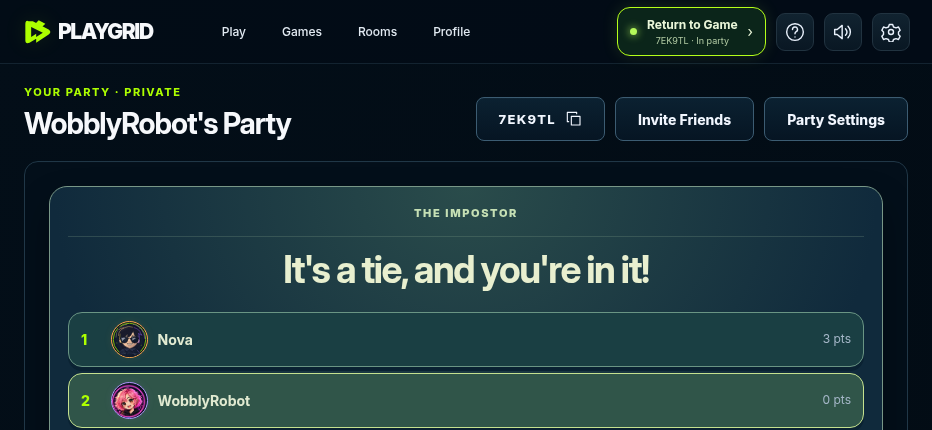 PLAYGRID
Play
Games
Rooms
Profile
Return to Game
7EK9TL · In party
YOUR PARTY · PRIVATE
WobblyRobot's Party
7EK9TL
Invite Friends
Party Settings
THE IMPOSTOR
It's a tie, and you're in it!
1 Nova 3 pts
2 WobblyRobot 0 pts